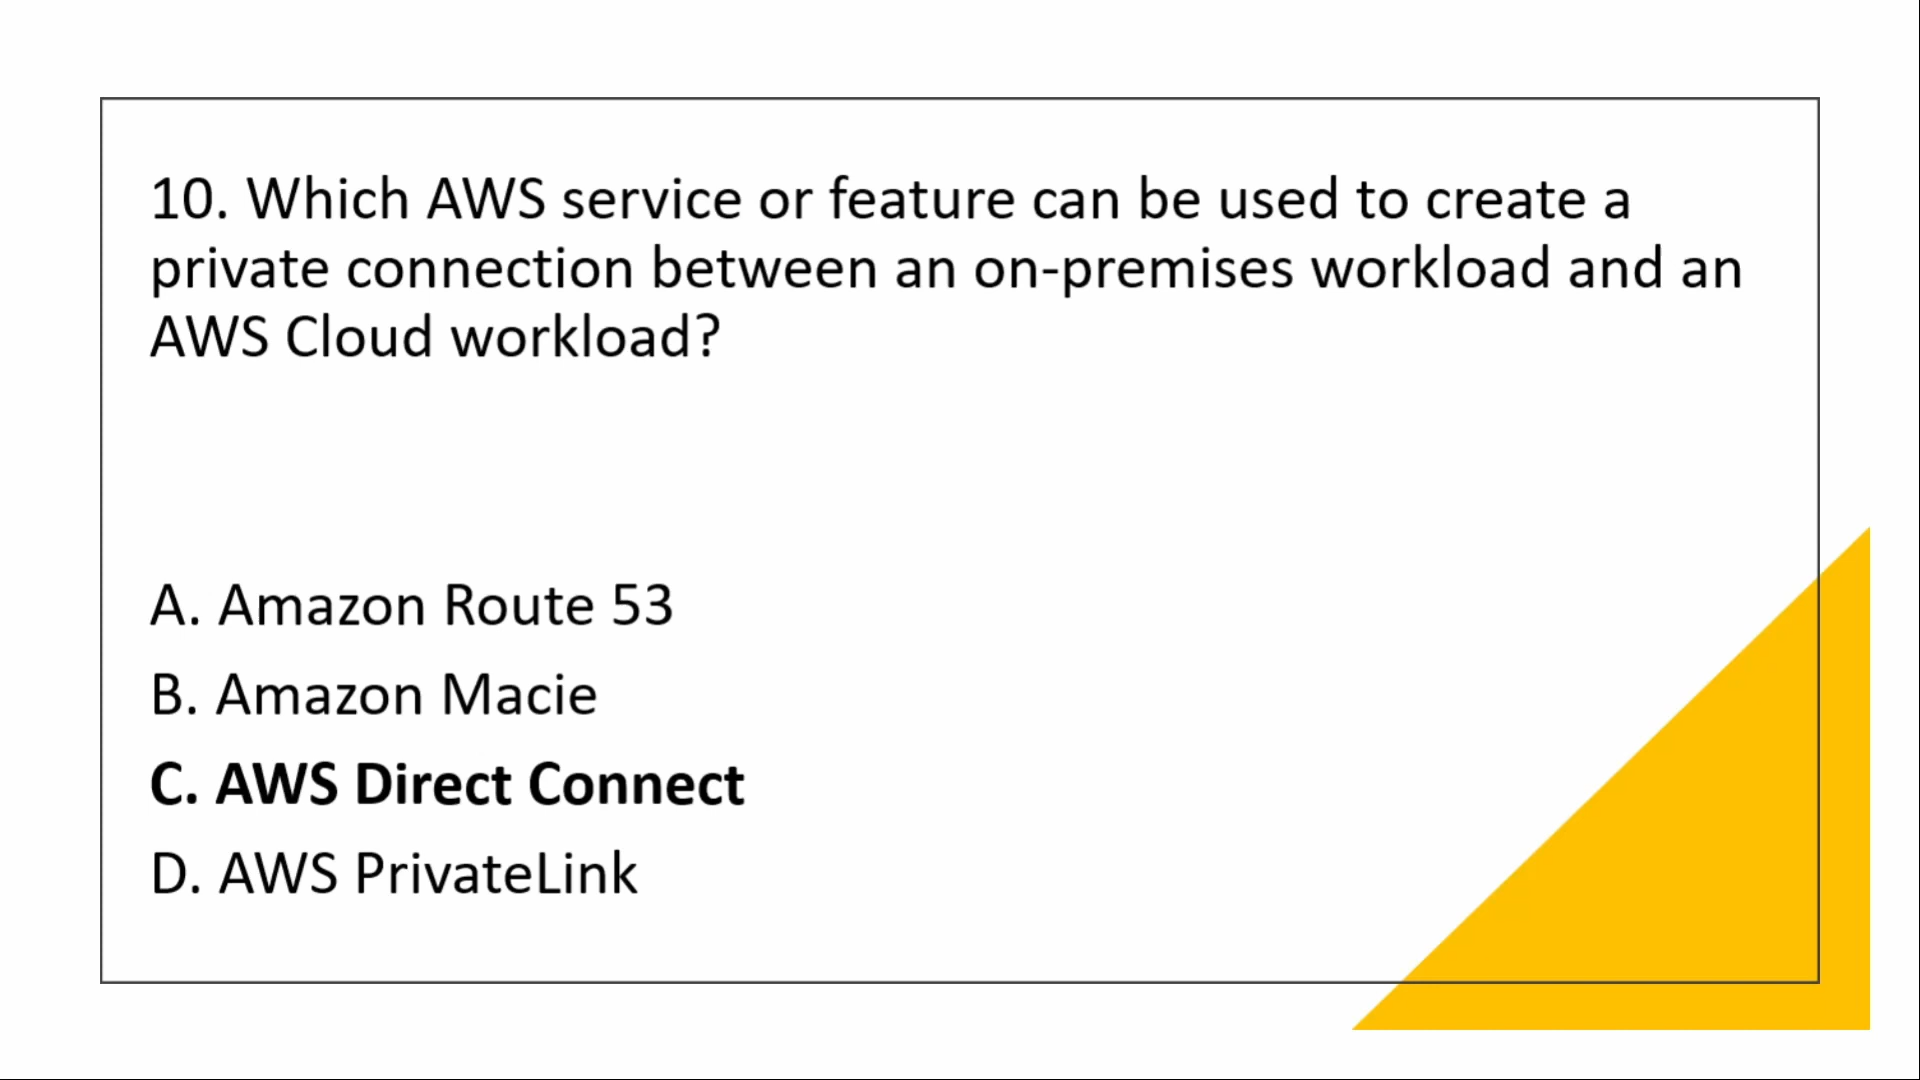 10. Which AWS service or feature can be used to create a
private connection between an on-premises workload and an
AWS Cloud workload?
A. Amazon Route 53
B. Amazon Macie
C. AWS Direct Connect
D. AWS PrivateLink